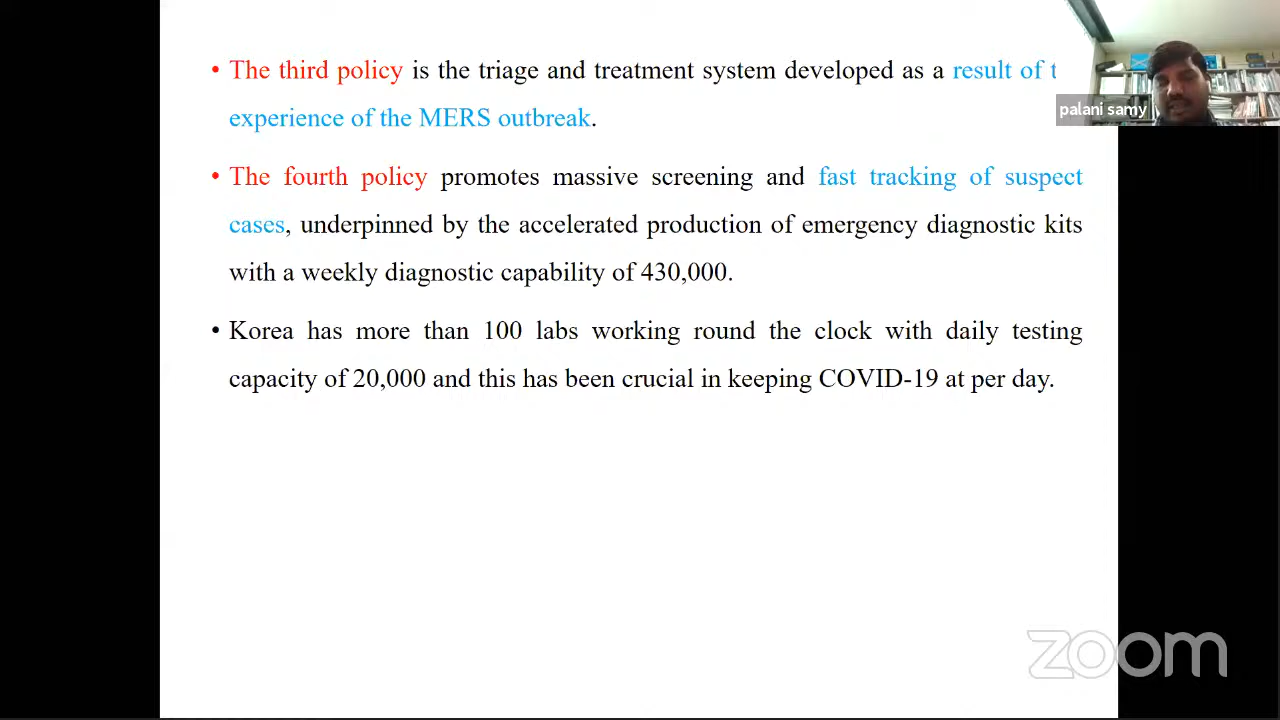 • The third policy is the triage and treatment system developed as a result of
experience of the MERS outbreak.
• The fourth policy promotes massive screening and fast tracking of suspect
cases, underpinned by the accelerated production of emergency diagnostic kits
with a weekly diagnostic capability of 430,000.
• Korea has more than 100 labs working round the clock with daily testing
capacity of 20,000 and this has been crucial in keeping COVID-19 at per day.
palani samy
zoom